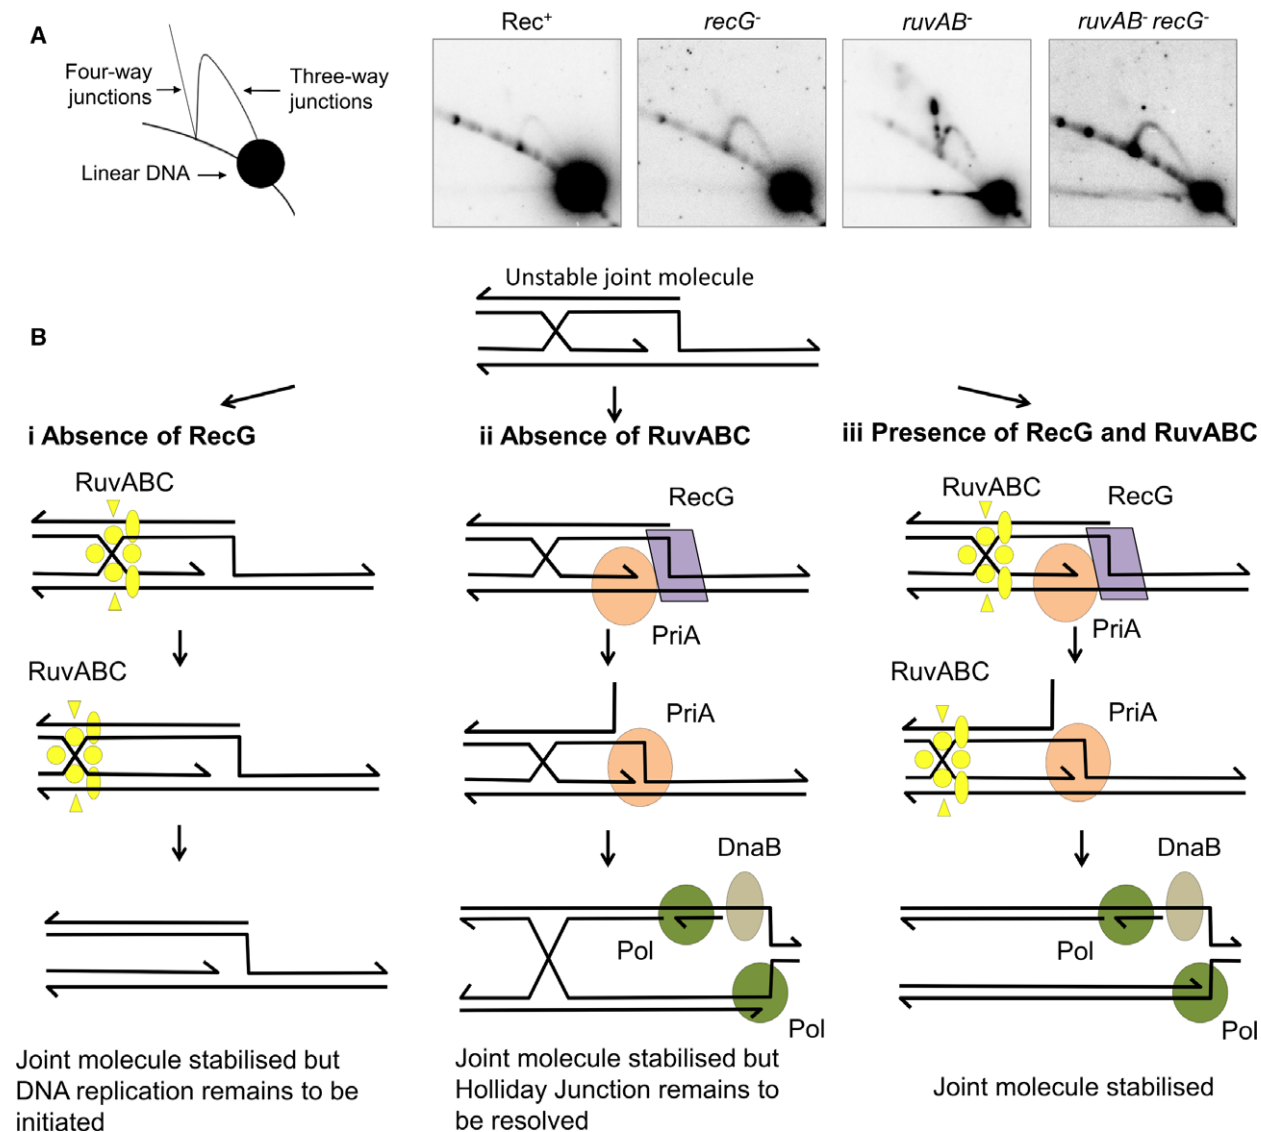 A
Four-way
junctions
Three-way
junctions
Linear DNA
Rec⁺
recG⁻
ruvAB⁻
ruvAB⁻ recG⁻
B
Unstable joint molecule
i Absence of RecG
ii Absence of RuvABC
iii Presence of RecG and RuvABC
RuvABC
RecG
PriA
RuvABC
RecG
PriA
RuvABC
PriA
RuvABC
PriA
DnaB
Pol
Pol
DnaB
Pol
Pol
Joint molecule stabilised but
DNA replication remains to be
initiated
Joint molecule stabilised but
Holliday Junction remains to
be resolved
Joint molecule stabilised